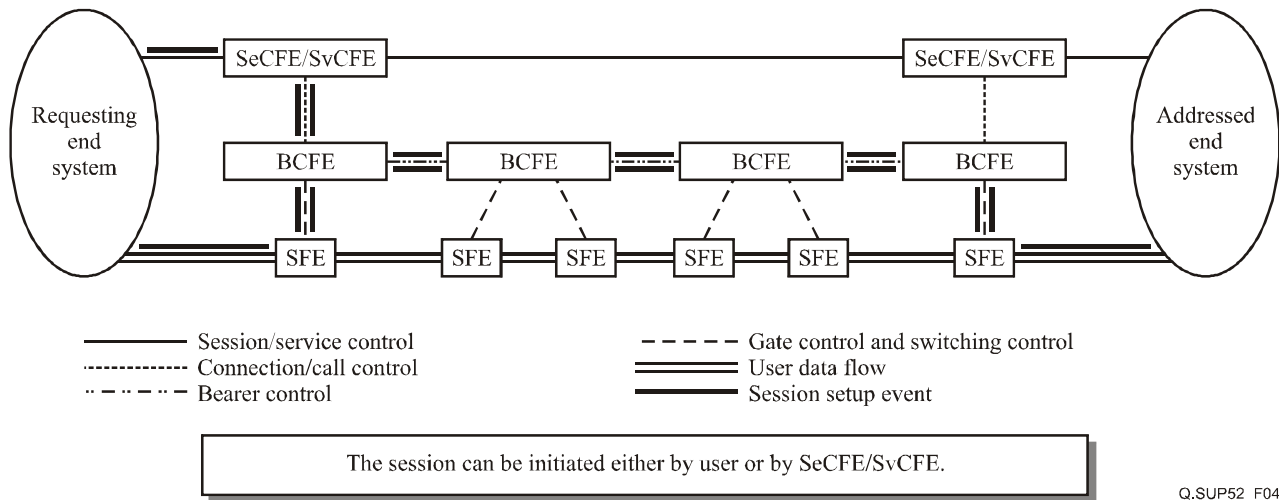 SeCFE/SvCFE
SeCFE/SvCFE
Requesting
end
system
Addressed
end
system
BCFE
BCFE
BCFE
BCFE
SFE
SFE
SFE
SFE
SFE
SFE
Session/service control
Connection/call control
Bearer control
Gate control and switching control
User data flow
Session setup event
The session can be initiated either by user or by SeCFE/SvCFE.
Q.SUP52_F04